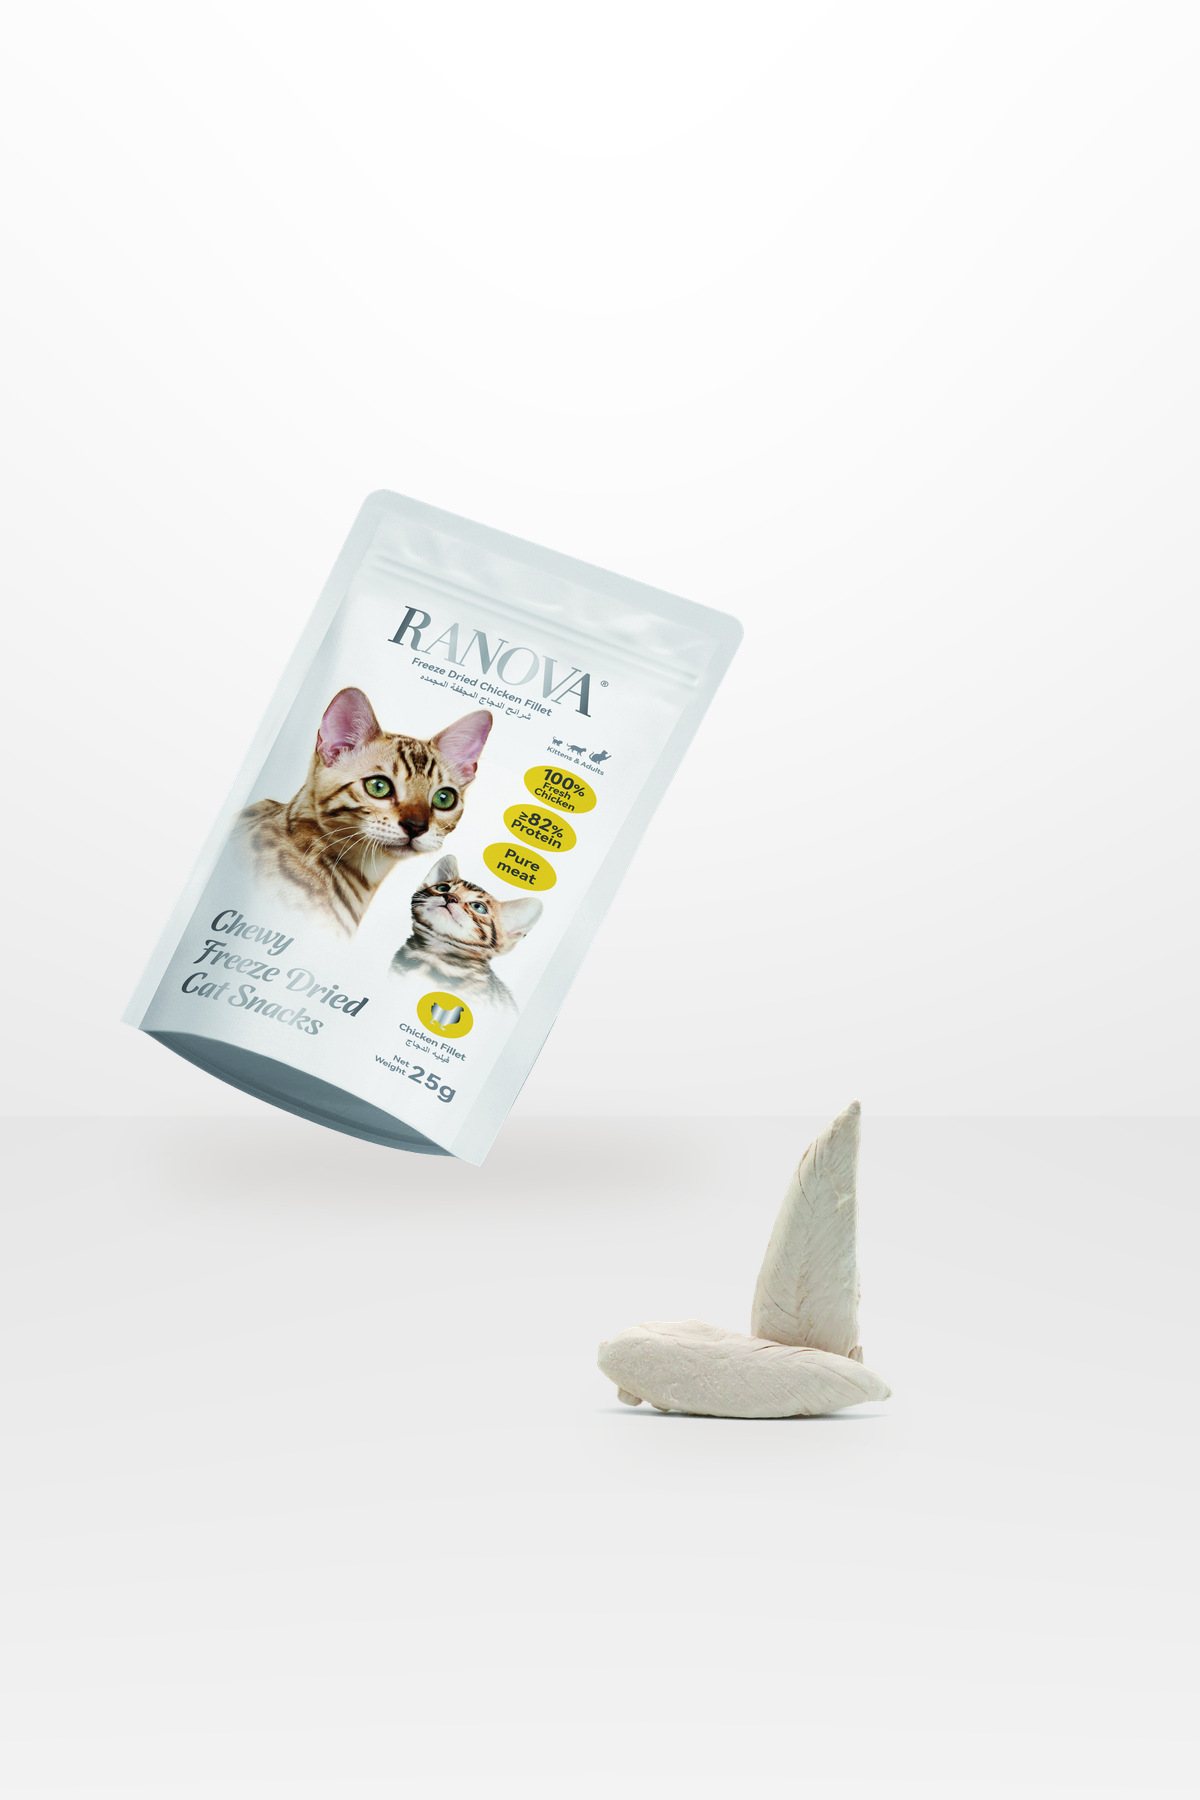 RANOVA®
Freeze Dried Chicken Fillet
شرائح الدجاج المجففة المجمدة
Kittens & Adults
100%
Fresh
Chicken
≥82%
Protein
Pure
meat
Chewy
Freeze Dried
Cat Snacks
Chicken Fillet
فيليه الدجاج
Net
Weight 25g